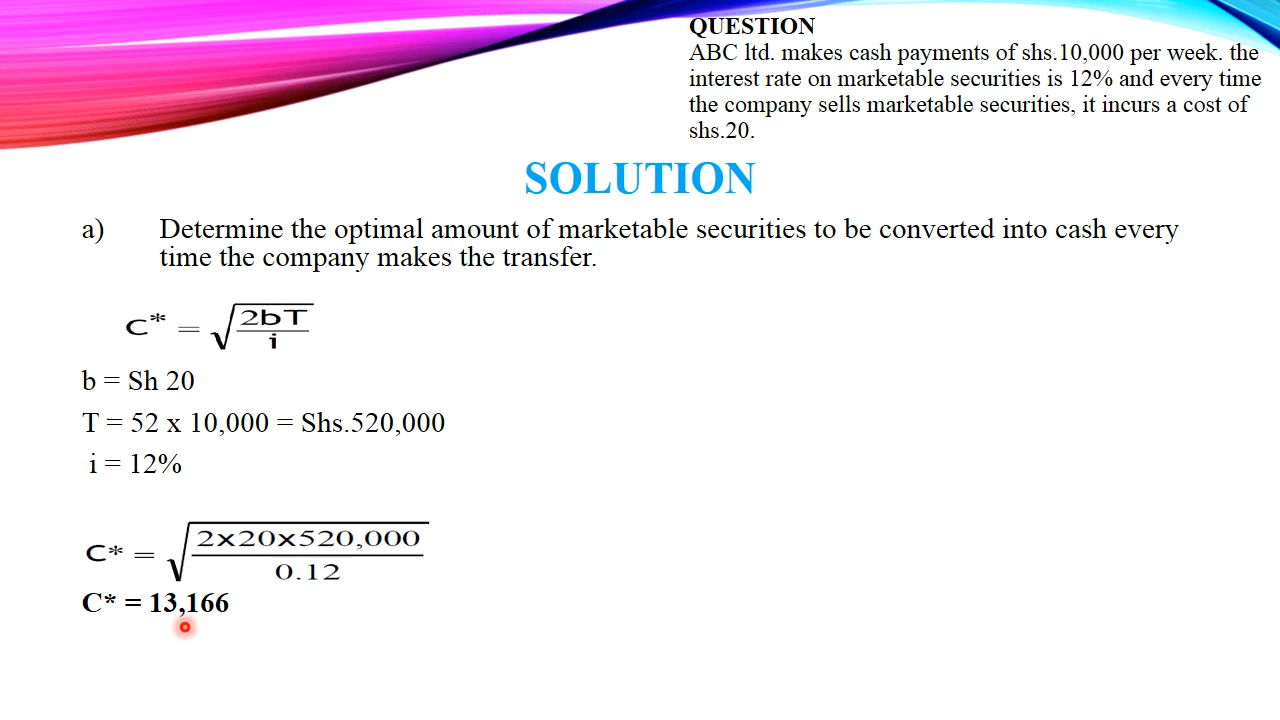 QUESTION
ABC ltd. makes cash payments of shs.10,000 per week. the
interest rate on marketable securities is 12% and every time
the company sells marketable securities, it incurs a cost of
shs.20.
SOLUTION
a) Determine the optimal amount of marketable securities to be converted into cash every
time the company makes the transfer.
C* = √(2bT / i)
b = Sh 20
T = 52 x 10,000 = Shs.520,000
i = 12%
C* = √(2x20x520,000 / 0.12)
C* = 13,166